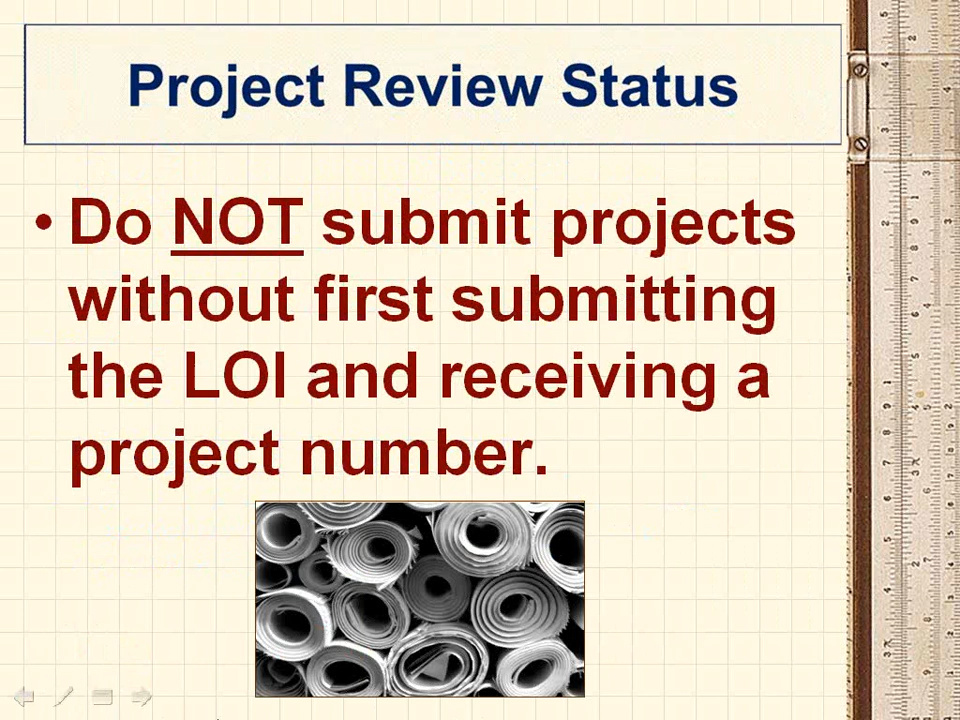 Project Review Status
• Do NOT submit projects
without first submitting
the LOI and receiving a
project number.